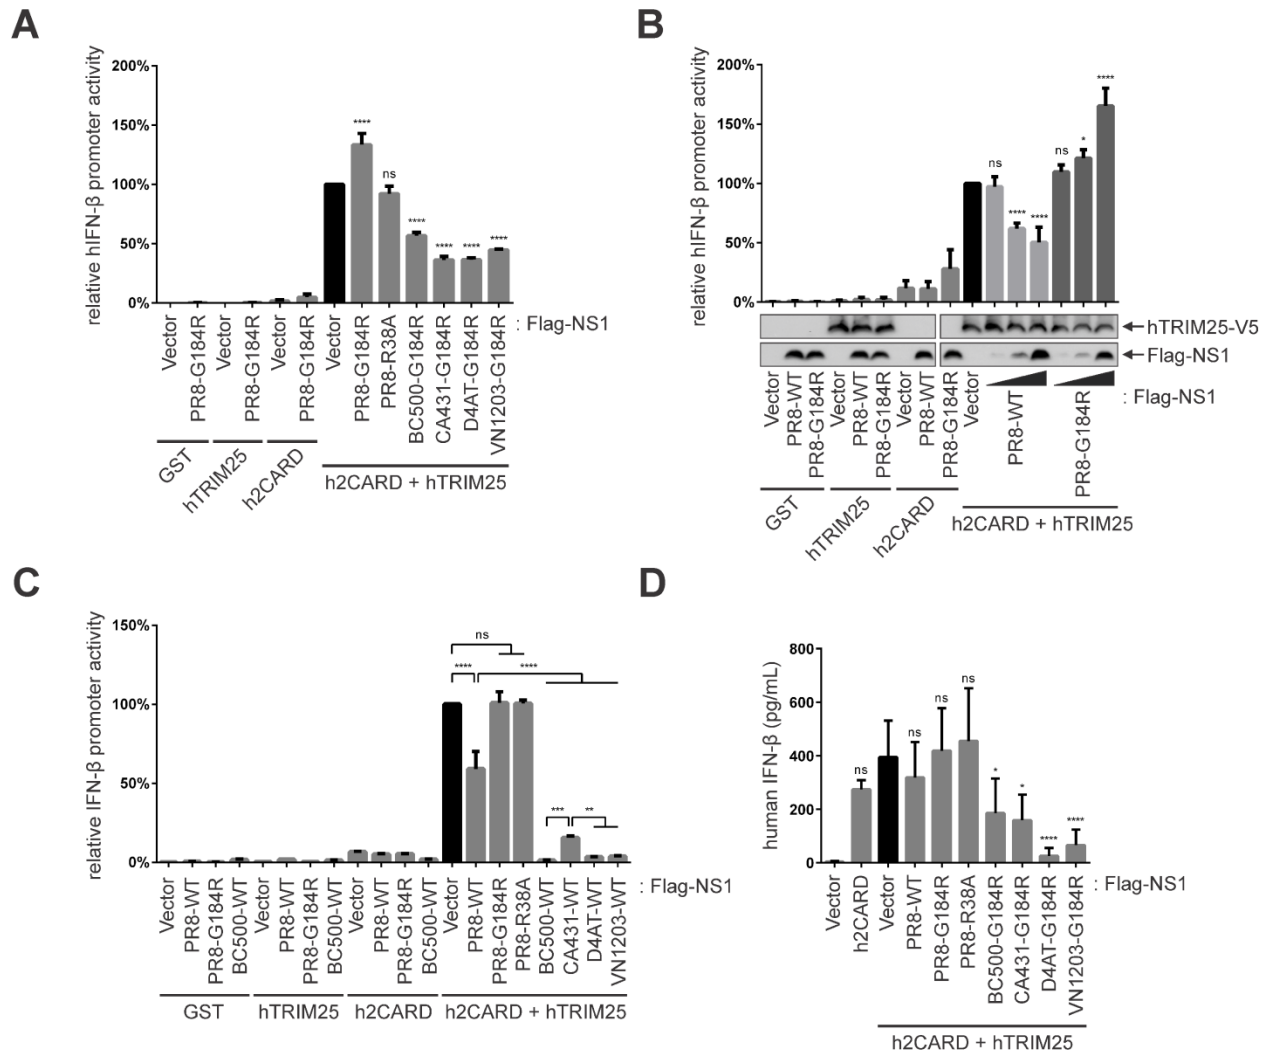 A
relative hIFN-β promoter activity
200%
150%
100%
50%
0%
****
ns
****
****
****
****
Vector
PR8-G184R
Vector
PR8-G184R
Vector
PR8-G184R
Vector
PR8-G184R
PR8-R38A
BC500-G184R
CA431-G184R
D4AT-G184R
VN1203-G184R
: Flag-NS1
GST
hTRIM25
h2CARD
h2CARD + hTRIM25
B
relative hIFN-β promoter activity
200%
150%
100%
50%
0%
ns
****
****
ns
*
****
hTRIM25-V5
Flag-NS1
Vector
PR8-WT
PR8-G184R
Vector
PR8-WT
PR8-G184R
Vector
PR8-WT
PR8-G184R
Vector
PR8-WT
PR8-G184R
: Flag-NS1
GST
hTRIM25
h2CARD
h2CARD + hTRIM25
C
relative IFN-β promoter activity
150%
100%
50%
0%
ns
****
****
***
**
Vector
PR8-WT
PR8-G184R
BC500-WT
Vector
PR8-WT
PR8-G184R
BC500-WT
Vector
PR8-WT
PR8-G184R
BC500-WT
Vector
PR8-WT
PR8-G184R
PR8-R38A
BC500-WT
CA431-WT
D4AT-WT
VN1203-WT
: Flag-NS1
GST
hTRIM25
h2CARD
h2CARD + hTRIM25
D
human IFN-β (pg/mL)
800
600
400
200
0
ns
ns
ns
ns
*
*
****
****
Vector
h2CARD
Vector
PR8-WT
PR8-G184R
PR8-R38A
BC500-G184R
CA431-G184R
D4AT-G184R
VN1203-G184R
: Flag-NS1
h2CARD + hTRIM25